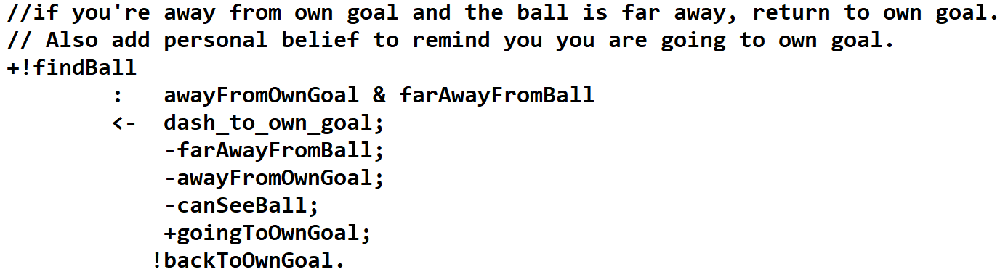 //if you're away from own goal and the ball is far away, return to own goal.
// Also add personal belief to remind you you are going to own goal.
+!findBall
        :   awayFromOwnGoal & farAwayFromBall
        <-  dash_to_own_goal;
            -farAwayFromBall;
            -awayFromOwnGoal;
            -canSeeBall;
            +goingToOwnGoal;
           !backToOwnGoal.